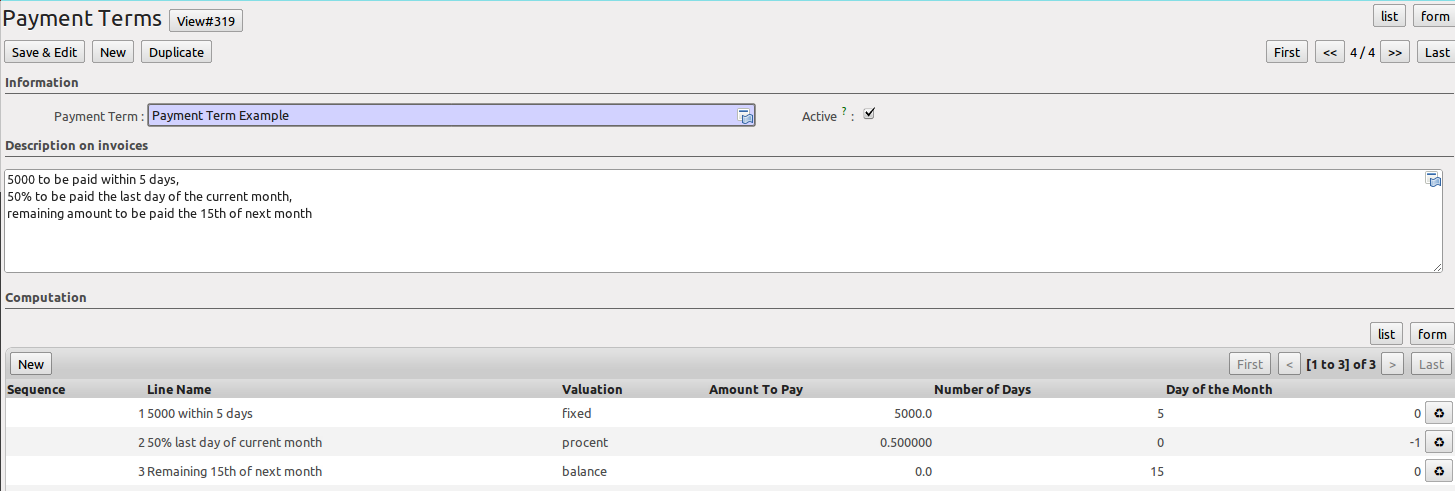 Payment Terms View#319 list form
Save & Edit New Duplicate First << 4 / 4 >> Last
Information
Payment Term : Payment Term Example Active ? :
Description on invoices
5000 to be paid within 5 days,
50% to be paid the last day of the current month,
remaining amount to be paid the 15th of next month
Computation
list form
New First < [1 to 3] of 3 > Last
Sequence Line Name Valuation Amount To Pay Number of Days Day of the Month
1 5000 within 5 days fixed 5000.0 5 0
2 50% last day of current month procent 0.500000 0 -1
3 Remaining 15th of next month balance 0.0 15 0